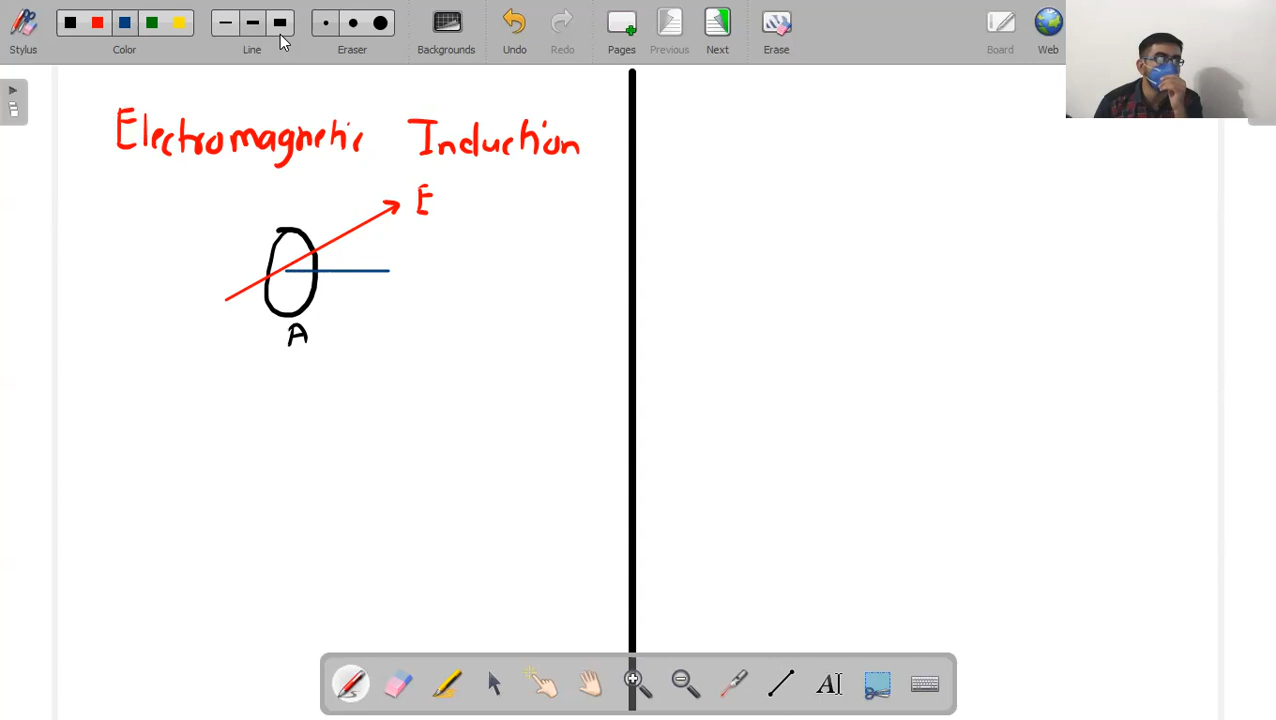 Stylus
Color
Line
Eraser
Backgrounds
Undo
Redo
Pages
Previous
Next
Erase
Board
Web
Electromagnetic Induction
E
A
A